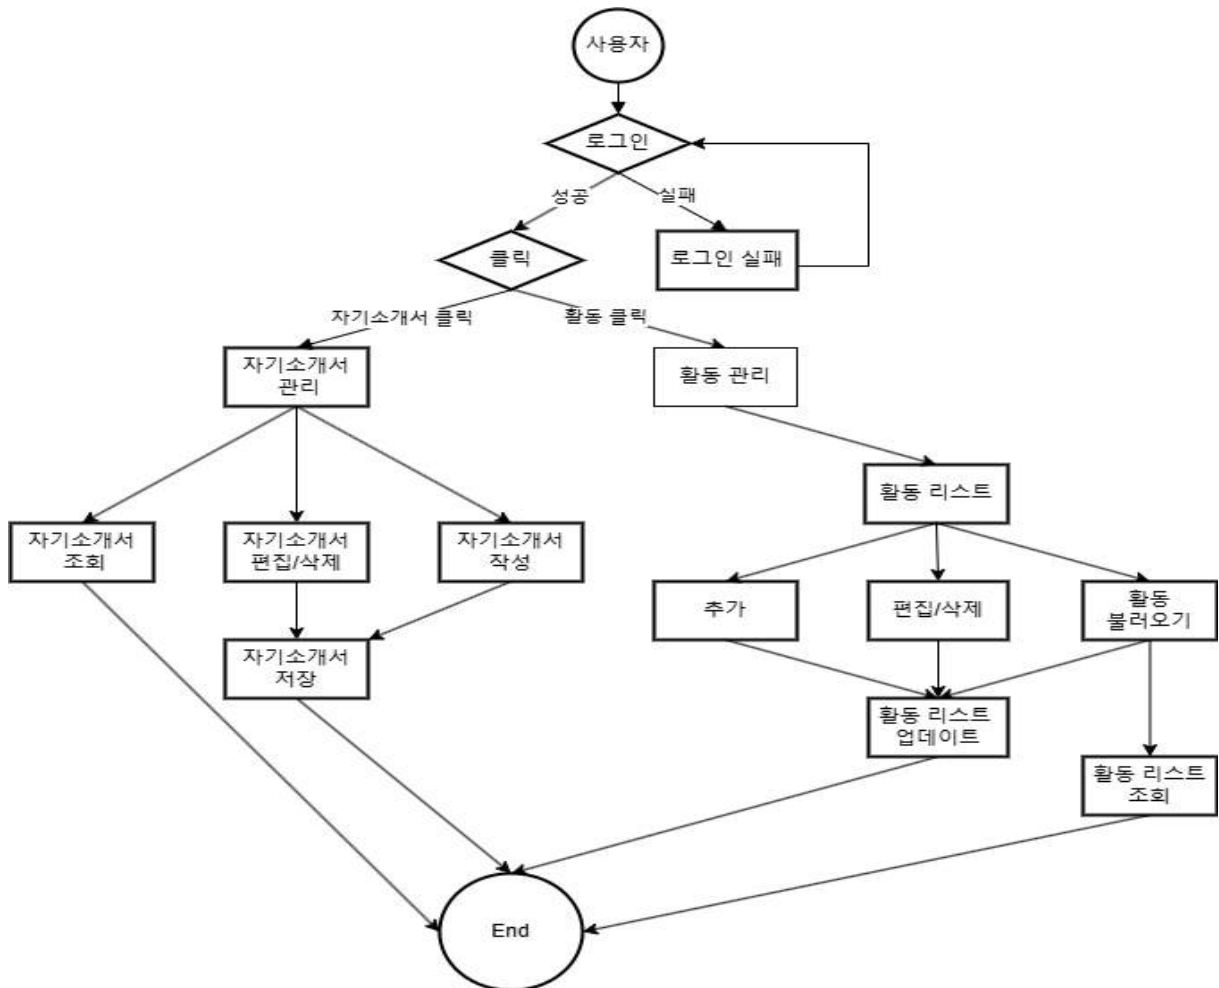 사용자
로그인
성공
실패
클릭
로그인 실패
자기소개서 클릭
활동 클릭
자기소개서
관리
활동 관리
활동 리스트
자기소개서
조회
자기소개서
편집/삭제
자기소개서
작성
추가
편집/삭제
활동
불러오기
자기소개서
저장
활동 리스트
업데이트
활동 리스트
조회
End